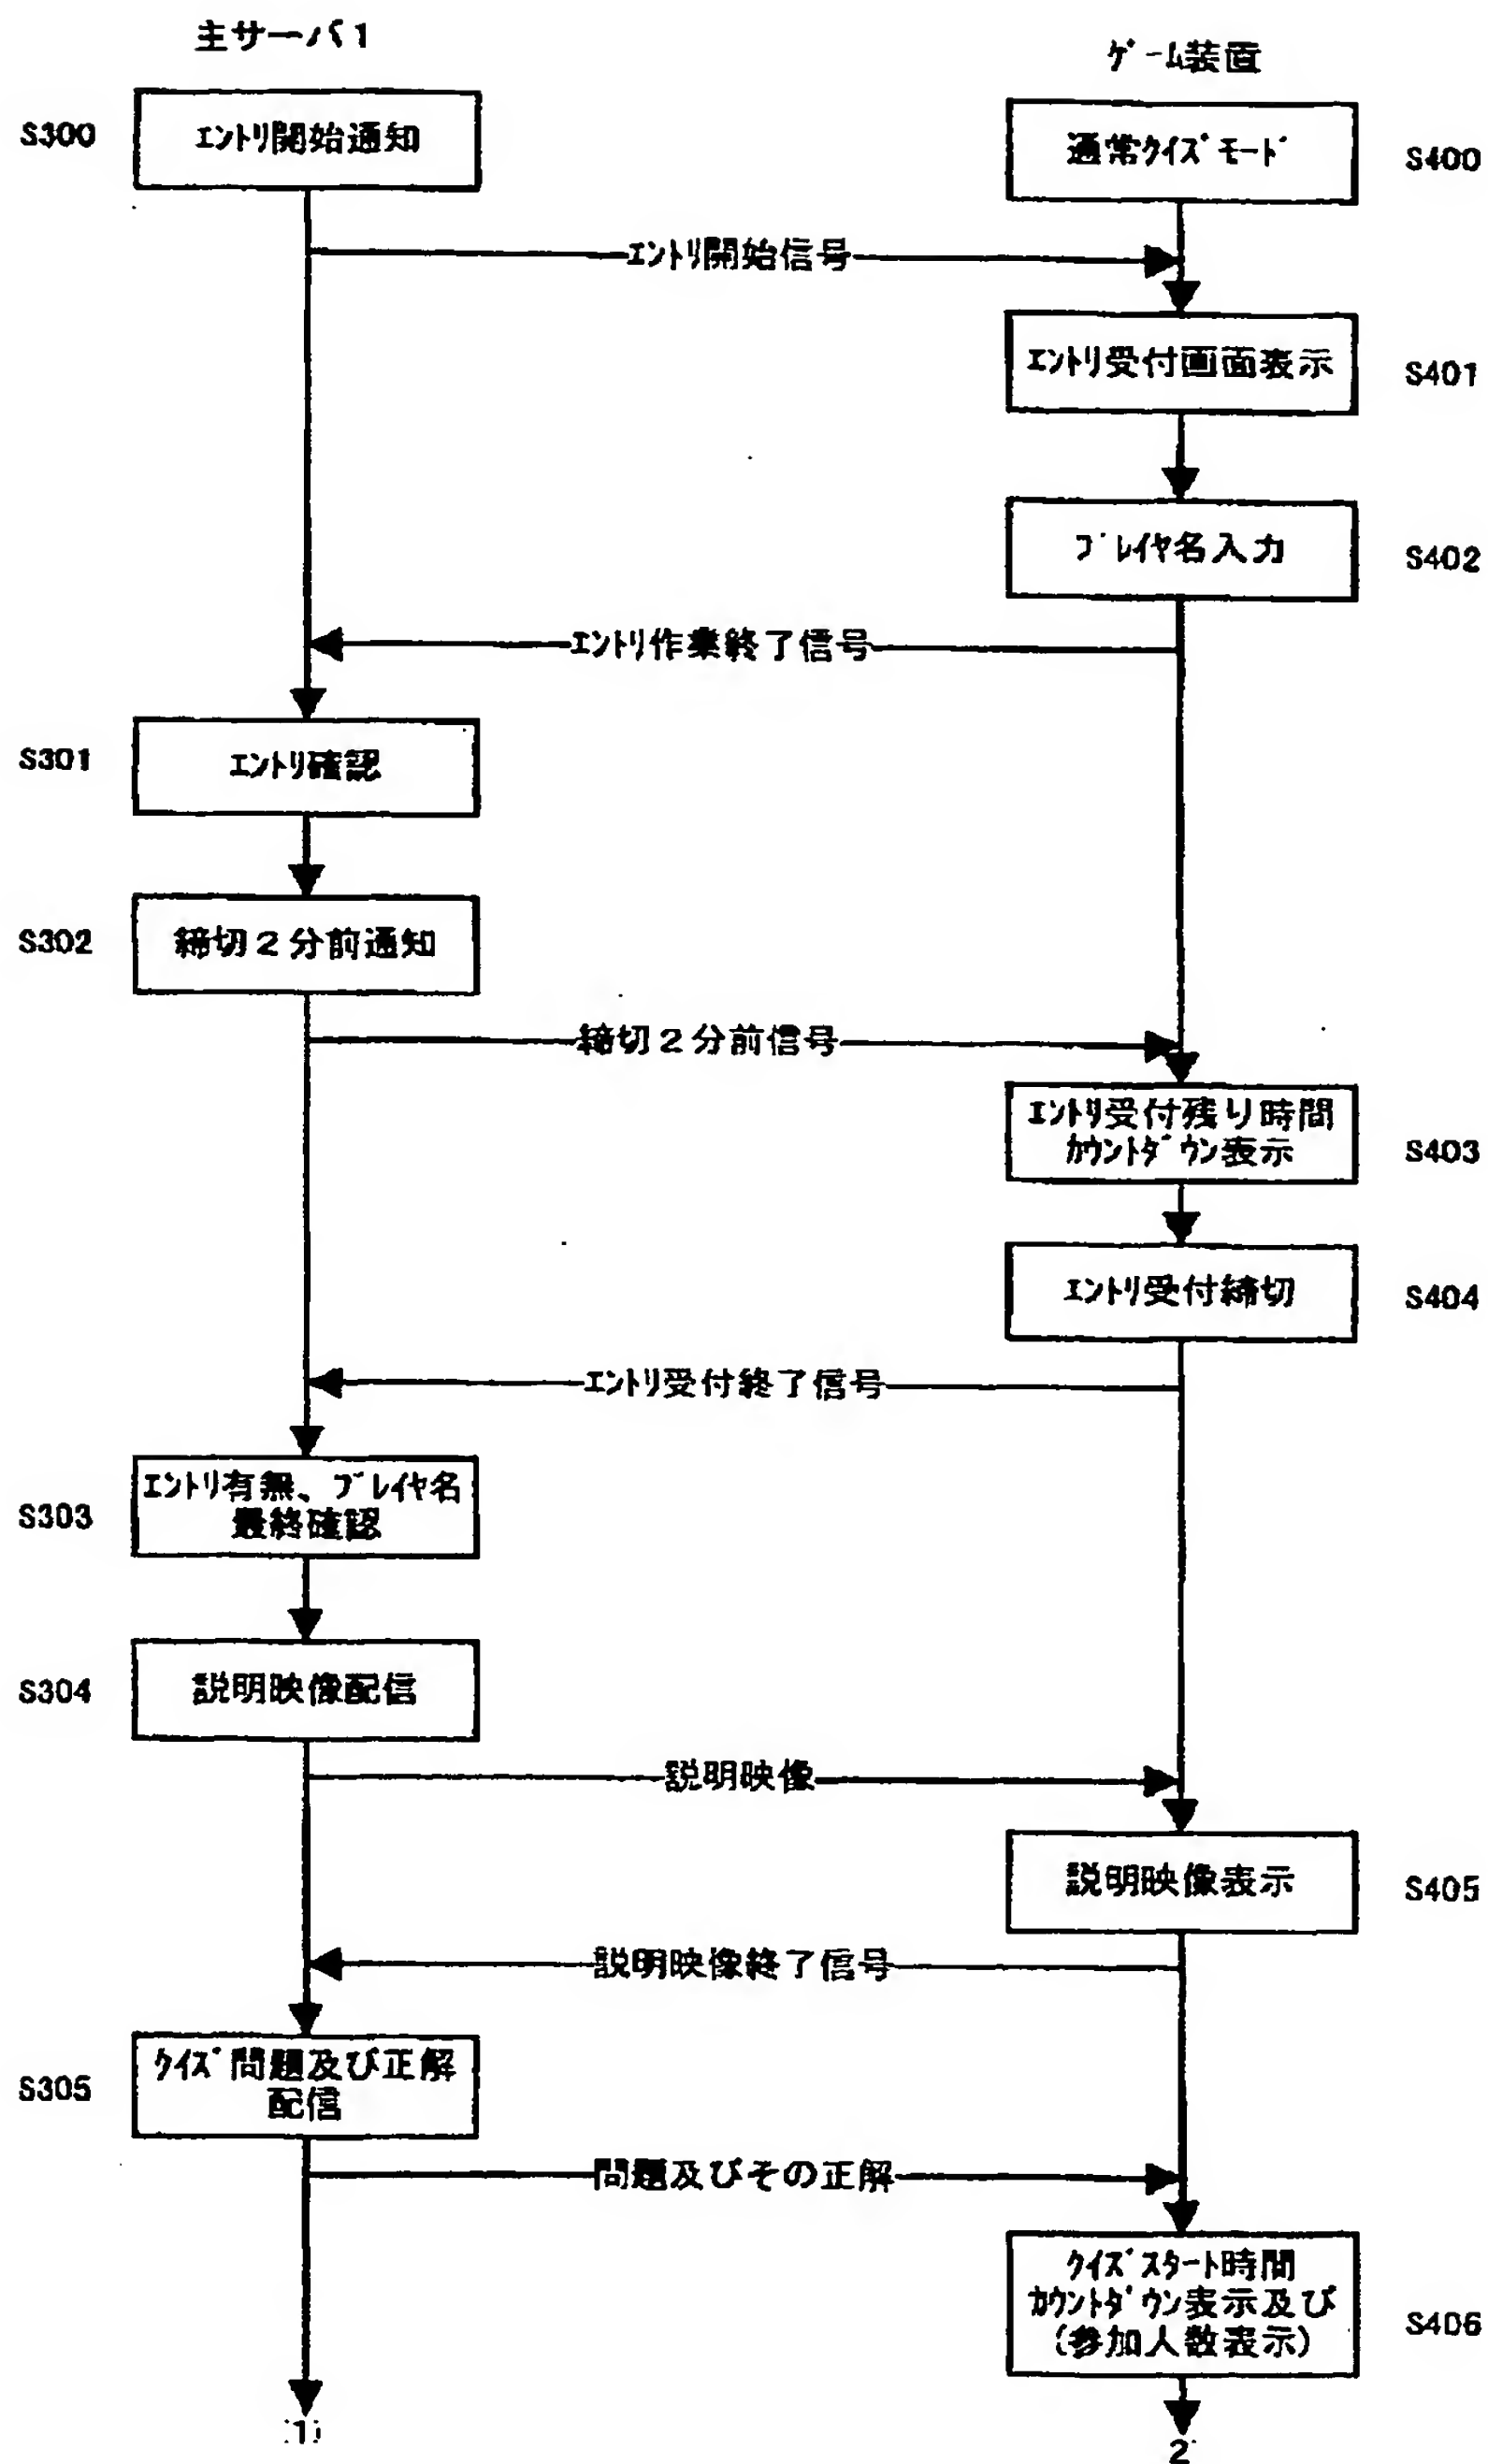 主サーバ1
ｹﾞｰﾑ装置
S300
ｴﾝﾄﾘ開始通知
通常ｸｲｽﾞﾓｰﾄﾞ
S400
ｴﾝﾄﾘ開始信号
ｴﾝﾄﾘ受付画面表示
S401
ﾌﾟﾚｲﾔ名入力
S402
ｴﾝﾄﾘ作業終了信号
S301
ｴﾝﾄﾘ確認
S302
締切２分前通知
締切２分前信号
ｴﾝﾄﾘ受付残り時間
ｶｳﾝﾄﾀﾞｳﾝ表示
S403
ｴﾝﾄﾘ受付締切
S404
ｴﾝﾄﾘ受付終了信号
S303
ｴﾝﾄﾘ有無、ﾌﾟﾚｲﾔ名
最終確認
S304
説明映像配信
説明映像
説明映像表示
S405
説明映像終了信号
S305
ｸｲｽﾞ問題及び正解
配信
問題及びその正解
ｸｲｽﾞｽﾀｰﾄ時間
ｶｳﾝﾄﾀﾞｳﾝ表示及び
(参加人数表示)
S406
(1)
2